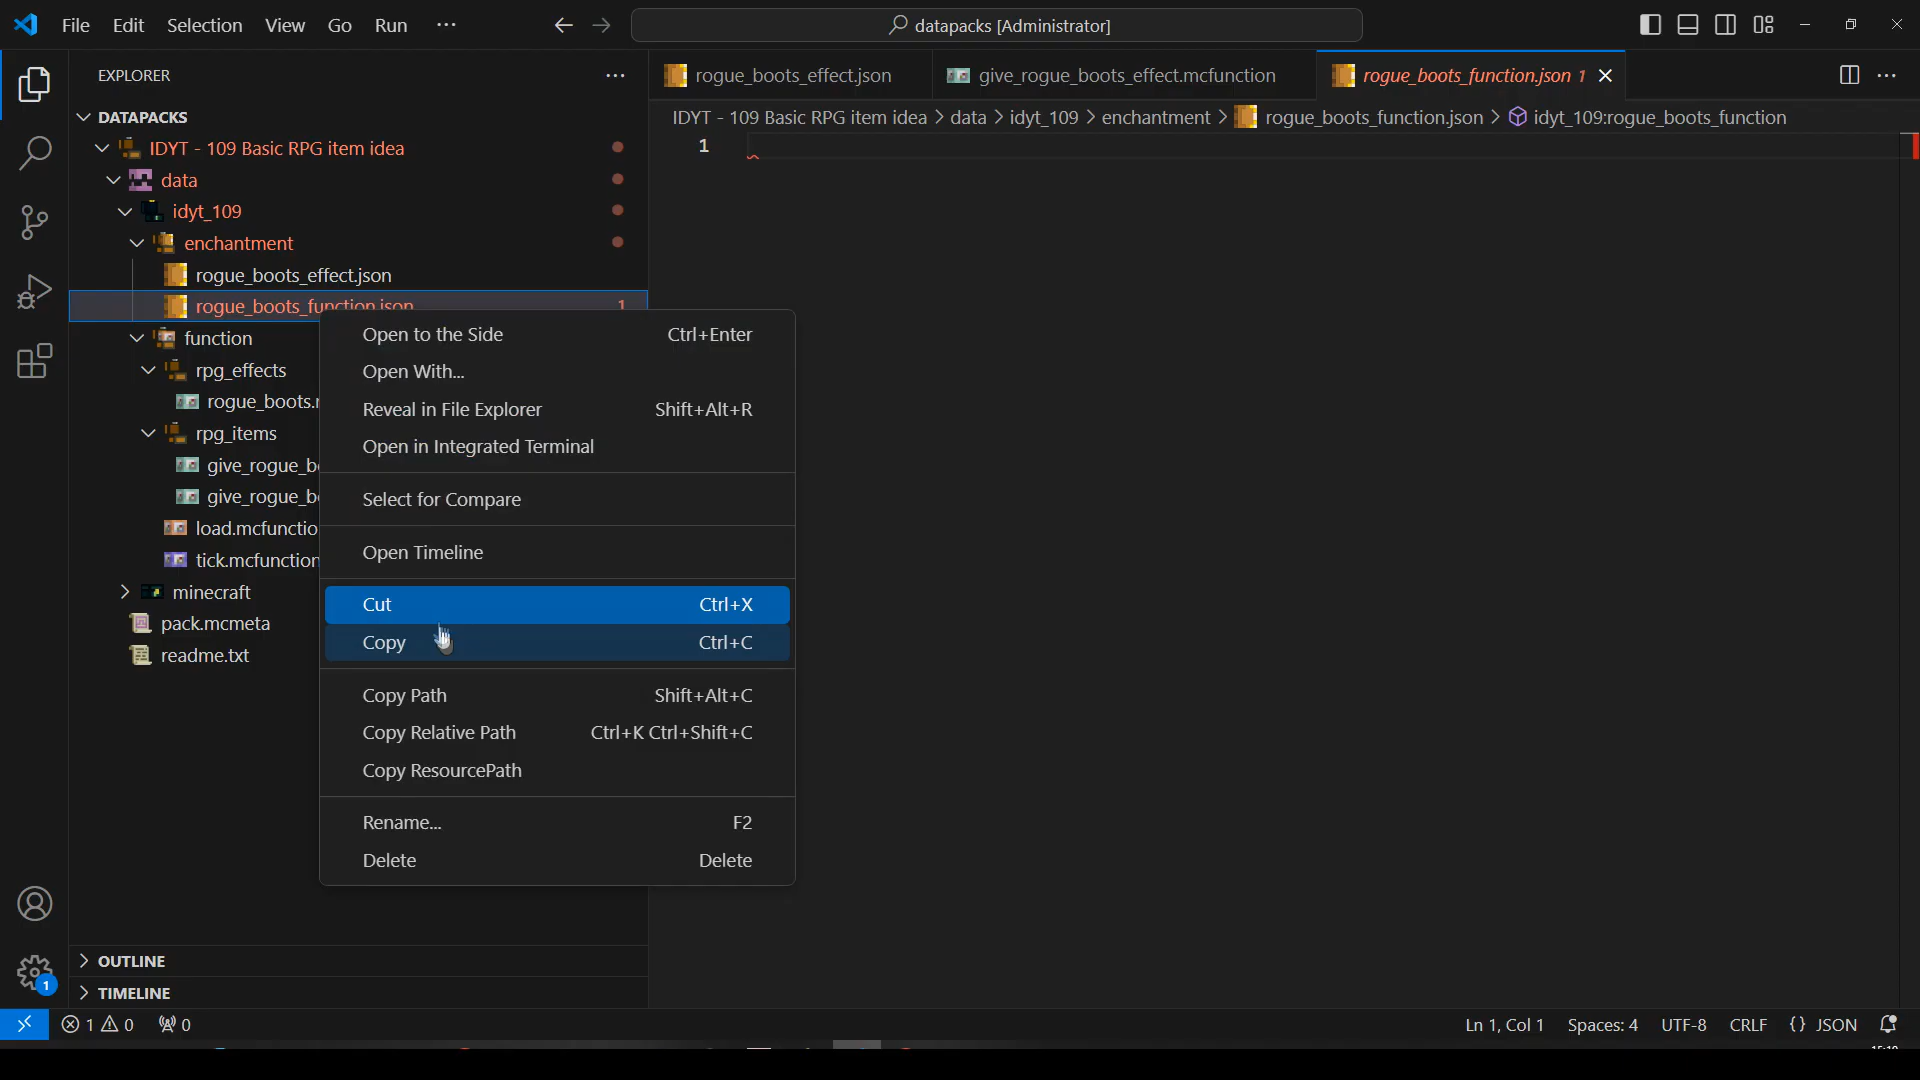 File Edit Selection View Go Run ···
datapacks [Administrator]
EXPLORER
DATAPACKS
IDYT - 109 Basic RPG item idea
data
idyt_109
enchantment
rogue_boots_effect.json
rogue_boots_function.json 1
function
rpg_effects
rogue_boots.
rpg_items
give_rogue_b
give_rogue_b
load.mcfunctio
tick.mcfunction
minecraft
pack.mcmeta
readme.txt
OUTLINE
TIMELINE
rogue_boots_effect.json give_rogue_boots_effect.mcfunction rogue_boots_function.json 1
IDYT - 109 Basic RPG item idea > data > idyt_109 > enchantment > rogue_boots_function.json > idyt_109:rogue_boots_function
1
Open to the Side Ctrl+Enter
Open With...
Reveal in File Explorer Shift+Alt+R
Open in Integrated Terminal
Select for Compare
Open Timeline
Cut Ctrl+X
Copy Ctrl+C
Copy Path Shift+Alt+C
Copy Relative Path Ctrl+K Ctrl+Shift+C
Copy ResourcePath
Rename... F2
Delete Delete
1
1 0 0 Ln 1, Col 1 Spaces: 4 UTF-8 CRLF {} JSON